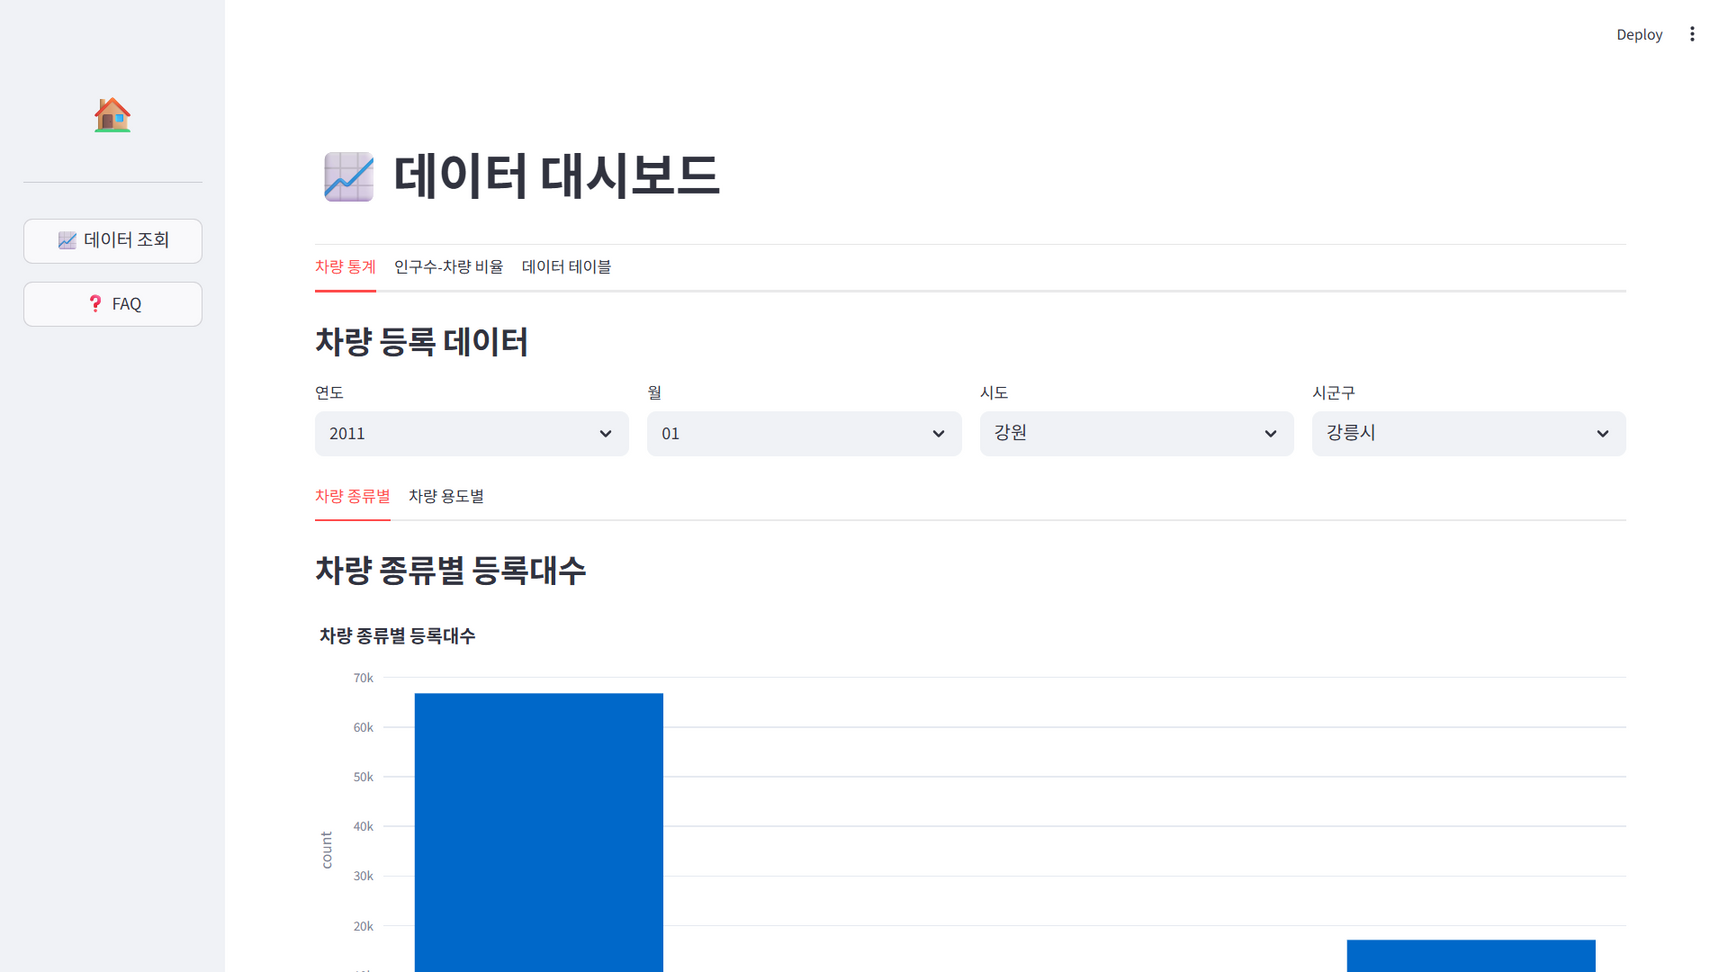 Deploy
데이터 조회
FAQ
데이터 대시보드
차량 통계 인구수-차량 비율 데이터 테이블
차량 등록 데이터
연도 월 시도 시군구
2011 01 강원 강릉시
차량 종류별 차량 용도별
차량 종류별 등록대수
차량 종류별 등록대수
70k
60k
50k
40k
count
30k
20k